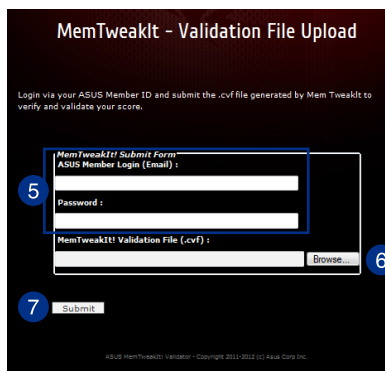 MemTweakIt - Validation File Upload
Login via your ASUS Member ID and submit the .cvf file generated by Mem TweakIt to
verify and validate your score.
MemTweakIt! Submit Form
ASUS Member Login (Email) :
5
Password :
MemTweakIt! Validation File (.cvf) :
Browse...
6
7
Submit
ASUS MemTweakIt! Validator - Copyright 2011-2012 (c) Asus Corp Inc.